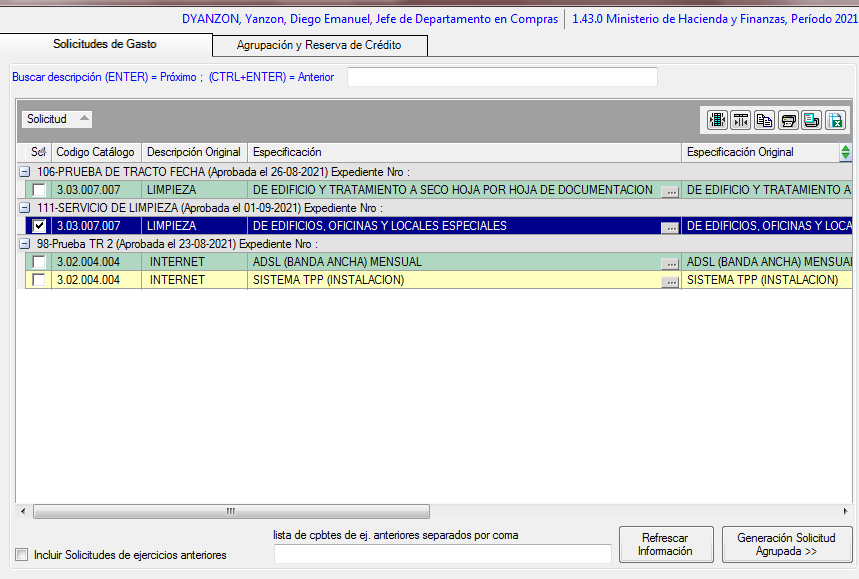 DYANZON, Yanzon, Diego Emanuel, Jefe de Departamento en Compras 1.43.0 Ministerio de Hacienda y Finanzas, Período 2021
Solicitudes de Gasto Agrupación y Reserva de Crédito
Buscar descripción (ENTER) = Próximo ; (CTRL+ENTER) = Anterior
Solicitud
Sel Codigo Catálogo Descripción Original Especificación Especificación Original
106-PRUEBA DE TRACTO FECHA (Aprobada el 26-08-2021) Expediente Nro :
3.03.007.007 LIMPIEZA DE EDIFICIO Y TRATAMIENTO A SECO HOJA POR HOJA DE DOCUMENTACION ... DE EDIFICIO Y TRATAMIENTO A
111-SERVICIO DE LIMPIEZA (Aprobada el 01-09-2021) Expediente Nro :
3.03.007.007 LIMPIEZA DE EDIFICIOS, OFICINAS Y LOCALES ESPECIALES ... DE EDIFICIOS, OFICINAS Y LOCA
98-Prueba TR 2 (Aprobada el 23-08-2021) Expediente Nro :
3.02.004.004 INTERNET ADSL (BANDA ANCHA) MENSUAL ... ADSL (BANDA ANCHA) MENSUAL
3.02.004.004 INTERNET SISTEMA TPP (INSTALACION) ... SISTEMA TPP (INSTALACION)
lista de cpbtes de ej. anteriores separados por coma
Incluir Solicitudes de ejercicios anteriores
Refrescar
Información
Generación Solicitud
Agrupada >>